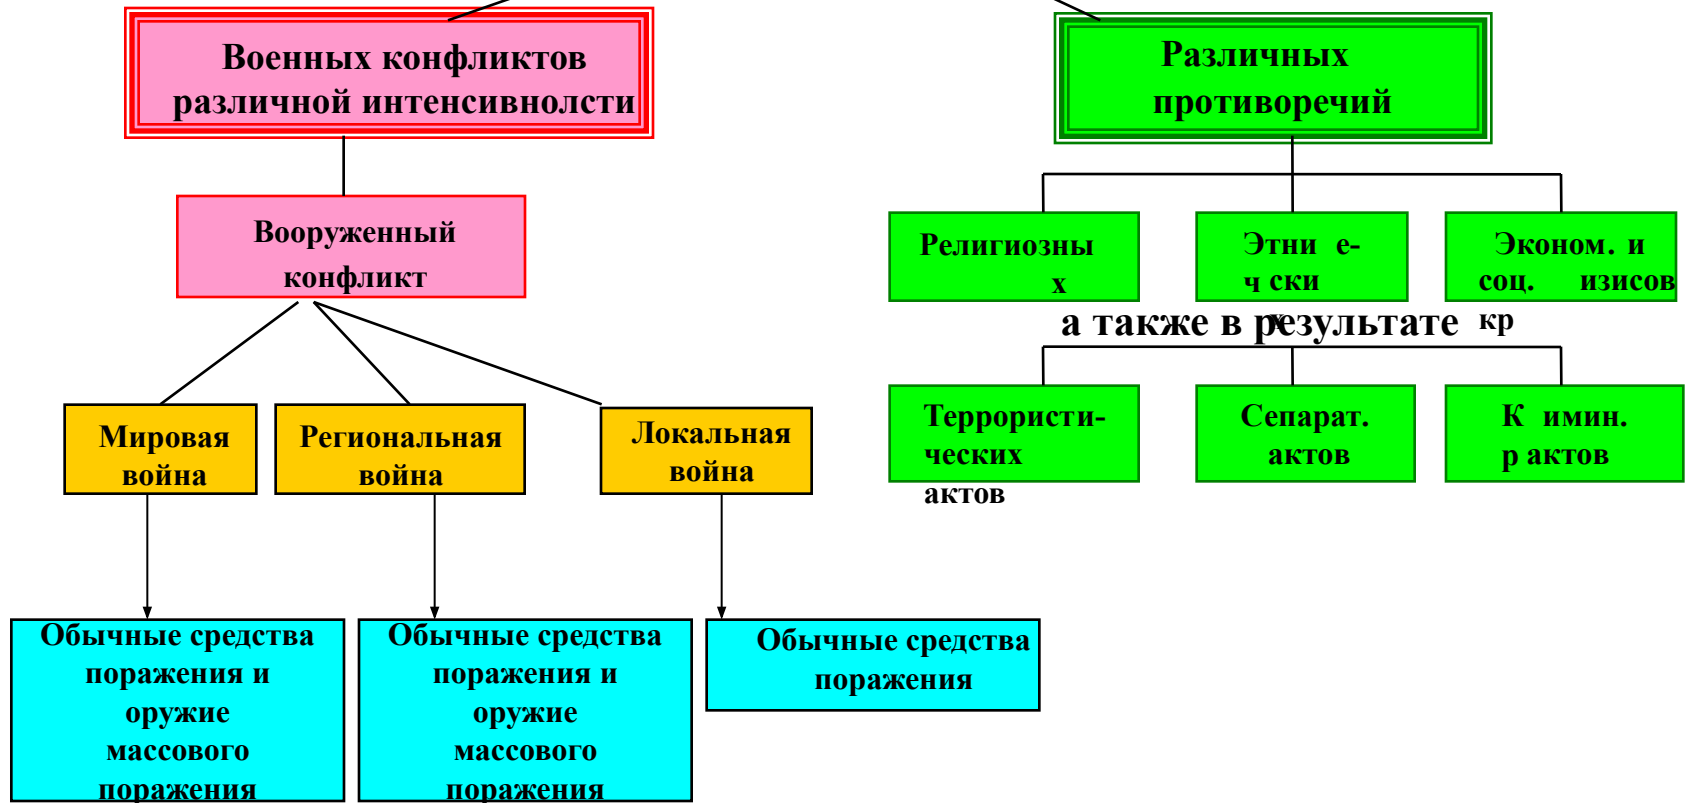 Военных конфликтов
различной интенсивнолсти
Различных
противоречий
Вооруженный
конфликт
Религиозны
х
Этни е-
ч ски
х
Эконом. и
соц. изисов
кр
а также в результате
Мировая
война
Региональная
война
Локальная
война
Террористи-
ческих
актов
Сепарат.
актов
К имин.
р актов
Обычные средства
поражения и
оружие
массового
поражения
Обычные средства
поражения и
оружие
массового
поражения
Обычные средства
поражения